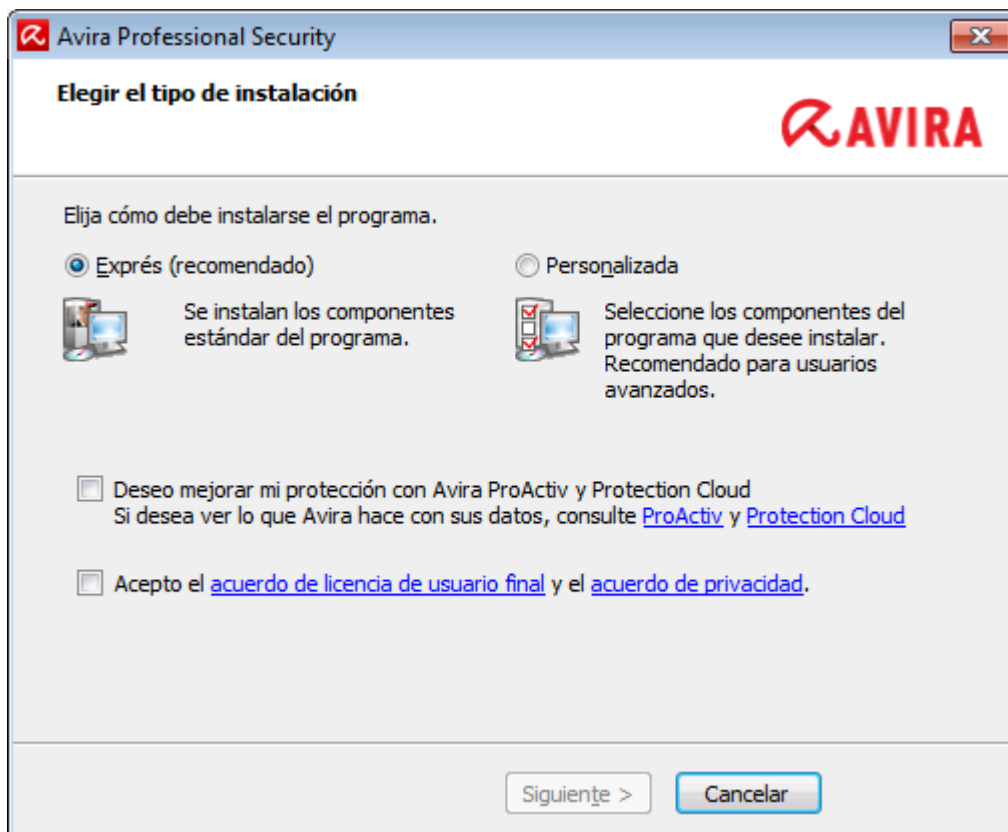 Avira Professional Security
Elegir el tipo de instalación
AVIRA
Elija cómo debe instalarse el programa.
Exprés (recomendado)
Se instalan los componentes
estándar del programa.
Personalizada
Seleccione los componentes del
programa que desee instalar.
Recomendado para usuarios
avanzados.
Deseo mejorar mi protección con Avira ProActiv y Protection Cloud
Si desea ver lo que Avira hace con sus datos, consulte ProActiv y Protection Cloud
Acepto el acuerdo de licencia de usuario final y el acuerdo de privacidad.
Siguiente >
Cancelar